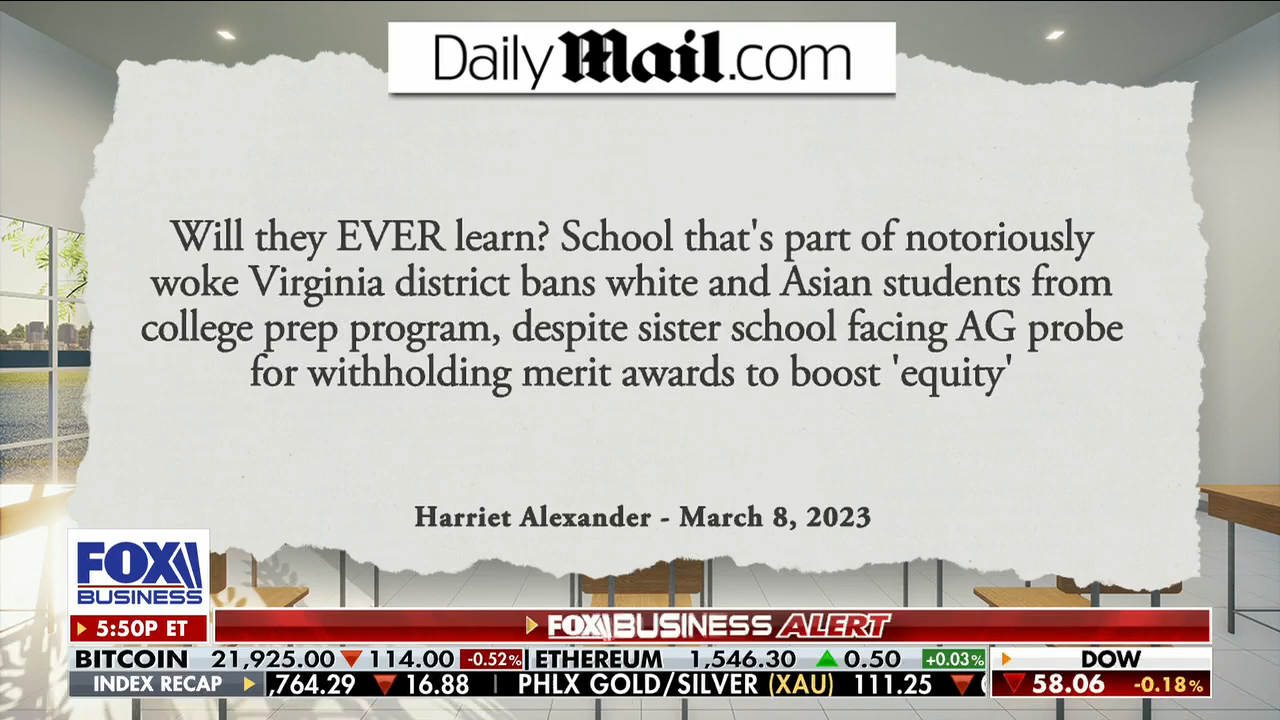 DailyMail.com
Will they EVER learn? School that's part of notoriously
woke Virginia district bans white and Asian students from
college prep program, despite sister school facing AG probe
for withholding merit awards to boost 'equity'
Harriet Alexander - March 8, 2023
FOX
BUSINESS
5:50P ET
FOX BUSINESS ALERT
BITCOIN 21,925.00 114.00 -0.52% ETHEREUM 1,546.30 0.50 +0.03% DOW
INDEX RECAP ,764.29 16.88 PHLX GOLD/SILVER (XAU) 111.25 58.06 -0.18%